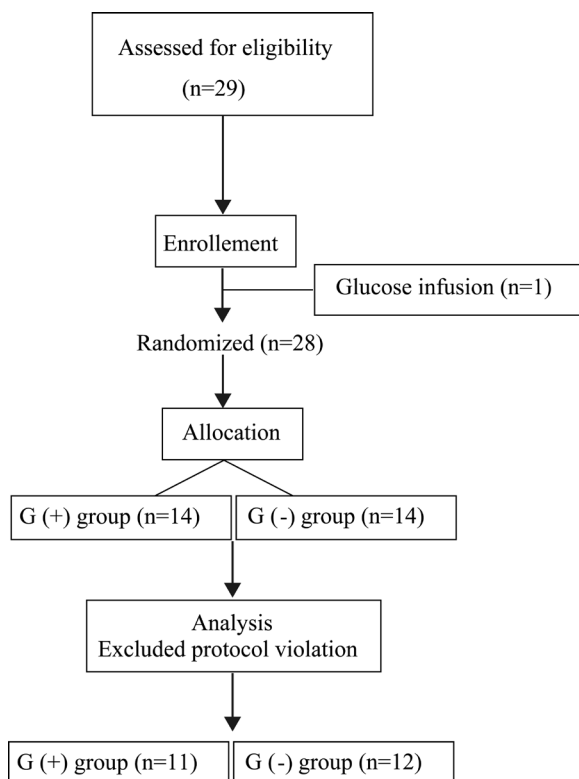 Assessed for eligibility
(n=29)
Enrollement
Glucose infusion (n=1)
Randomized (n=28)
Allocation
G (+) group (n=14)
G (-) group (n=14)
Analysis
Excluded protocol violation
G (+) group (n=11)
G (-) group (n=12)